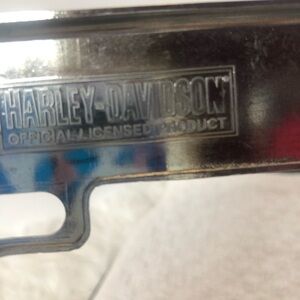 HARLEY-DAVIDSON
OFFICIAL LICENSED PRODUCT